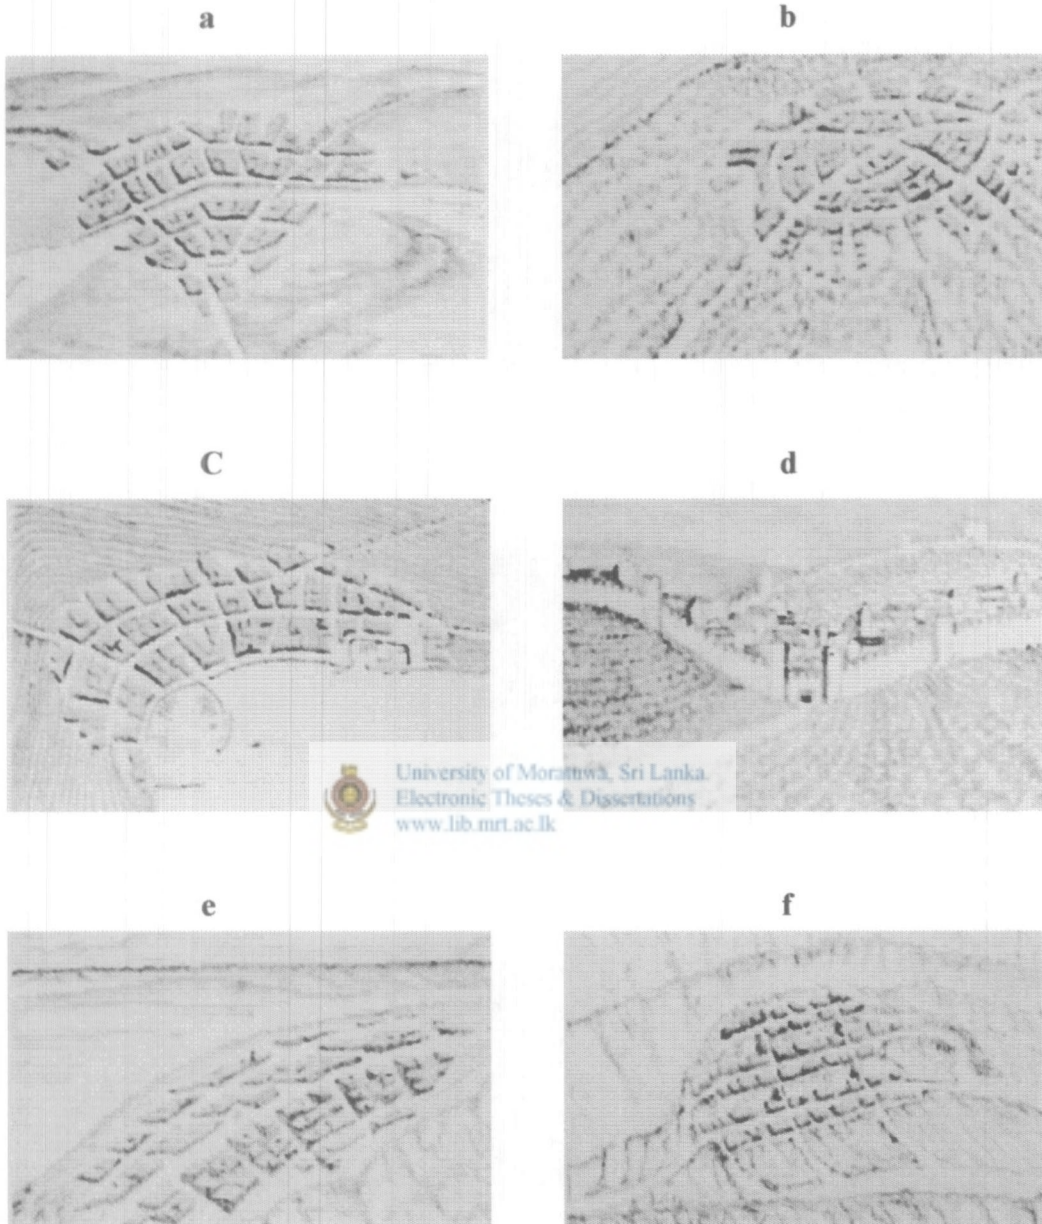 a
b
C
d
University of Moratuwa, Sri Lanka.
Electronic Theses & Dissertations
www.lib.mrt.ac.lk
e
f